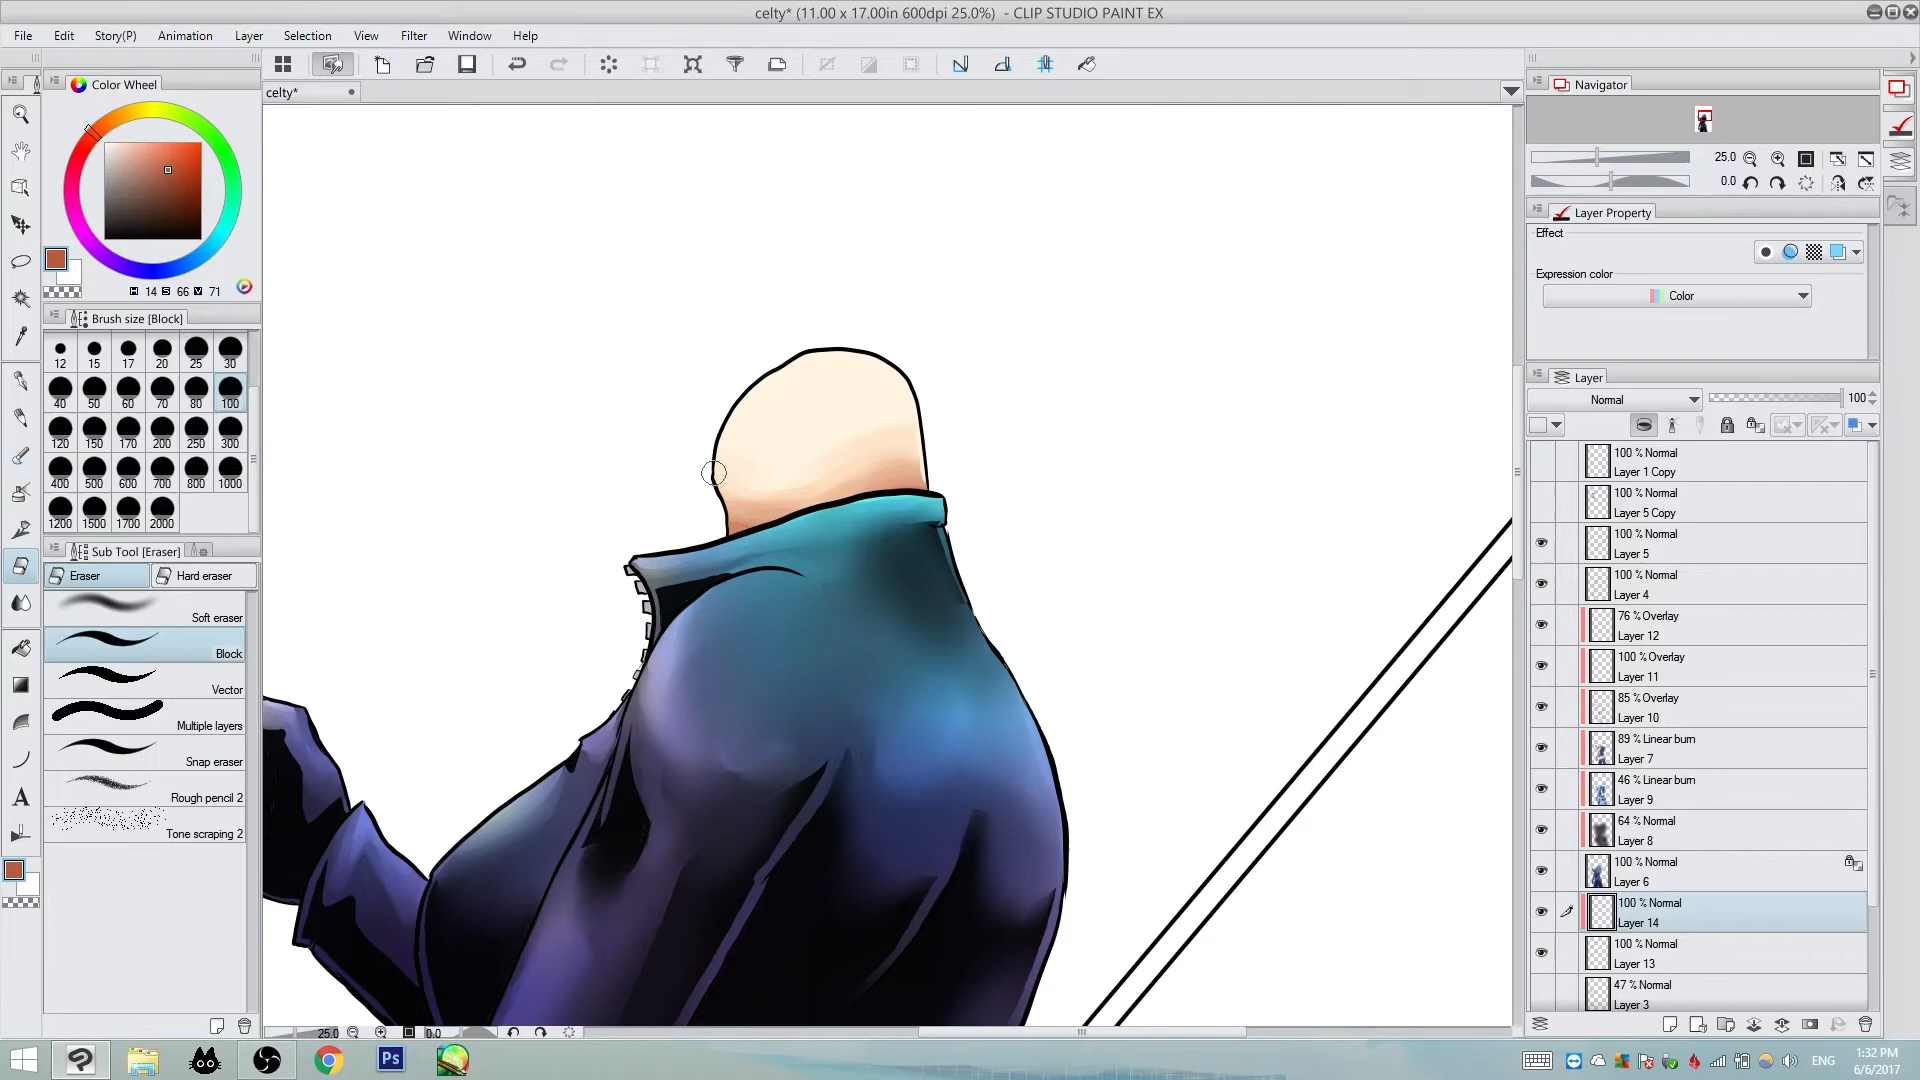 celty* (11.00 x 17.00in 600dpi 25.0%)  - CLIP STUDIO PAINT EX
File Edit Story(P) Animation Layer Selection Filter View Window Help
celty*
Color Wheel
H 14 S 66 V 71
Brush size [Block]
12 15 17 20 25 30
40 50 60 70 80 100
120 150 170 200 250 300
400 500 600 700 800 1000
1200 1500 1700 2000
Sub Tool [Eraser]
Eraser Hard eraser
Soft eraser
Block
Vector
Multiple layers
Snap eraser
Rough pencil 2
Tone scraping 2
A
25.0 0.0
Navigator
25.0
0.0
Layer Property
Effect
Expression color
Color
Layer
Normal 100
100 % Normal
Layer 1 Copy
100 % Normal
Layer 5 Copy
100 % Normal
Layer 5
100 % Normal
Layer 4
76 % Overlay
Layer 12
100 % Overlay
Layer 11
85 % Overlay
Layer 10
89 % Linear burn
Layer 7
46 % Linear burn
Layer 9
64 % Normal
Layer 8
100 % Normal
Layer 6
100 % Normal
Layer 14
100 % Normal
Layer 13
47 % Normal
Layer 3
Ps
ENG
1:32 PM
6/6/2017